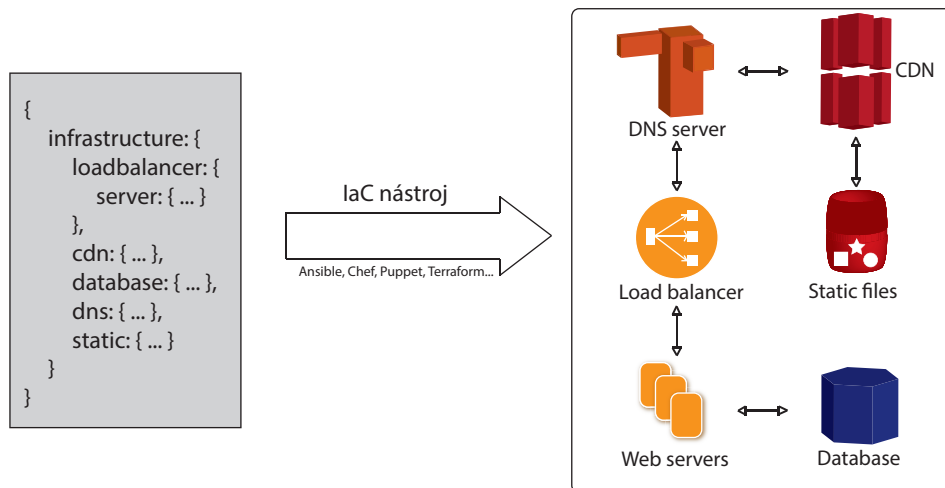 {
infrastructure: {
loadbalancer: {
server: { ... }
},
cdn: { ... },
database: { ... },
dns: { ... },
static: { ... }
}
}
IaC nástroj
Ansible, Chef, Puppet, Terraform...
DNS server
CDN
Load balancer
Static files
Web servers
Database